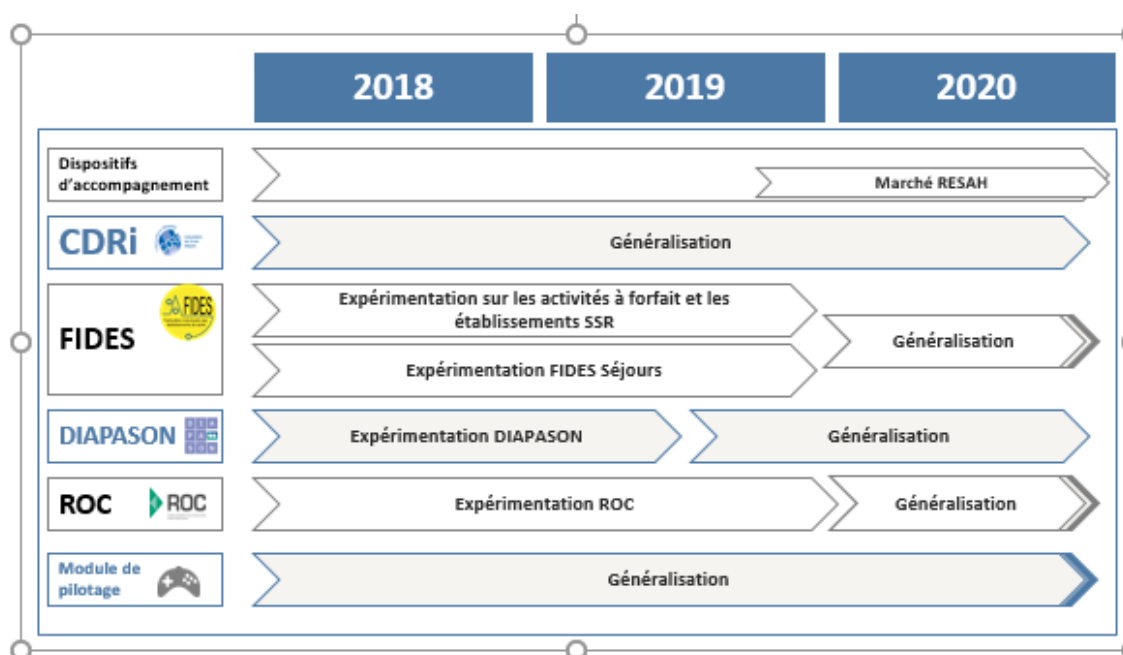 2018 2019 2020
Dispositifs
d'accompagnement
Marché RESAH
CDRi
Généralisation
FIDES
FIDES
Expérimentation sur les activités à forfait et les
établissements SSR
Expérimentation FIDES Séjours
Généralisation
DIAPASON
Expérimentation DIAPASON
Généralisation
ROC
ROC
Expérimentation ROC
Généralisation
Module de
pilotage
Généralisation